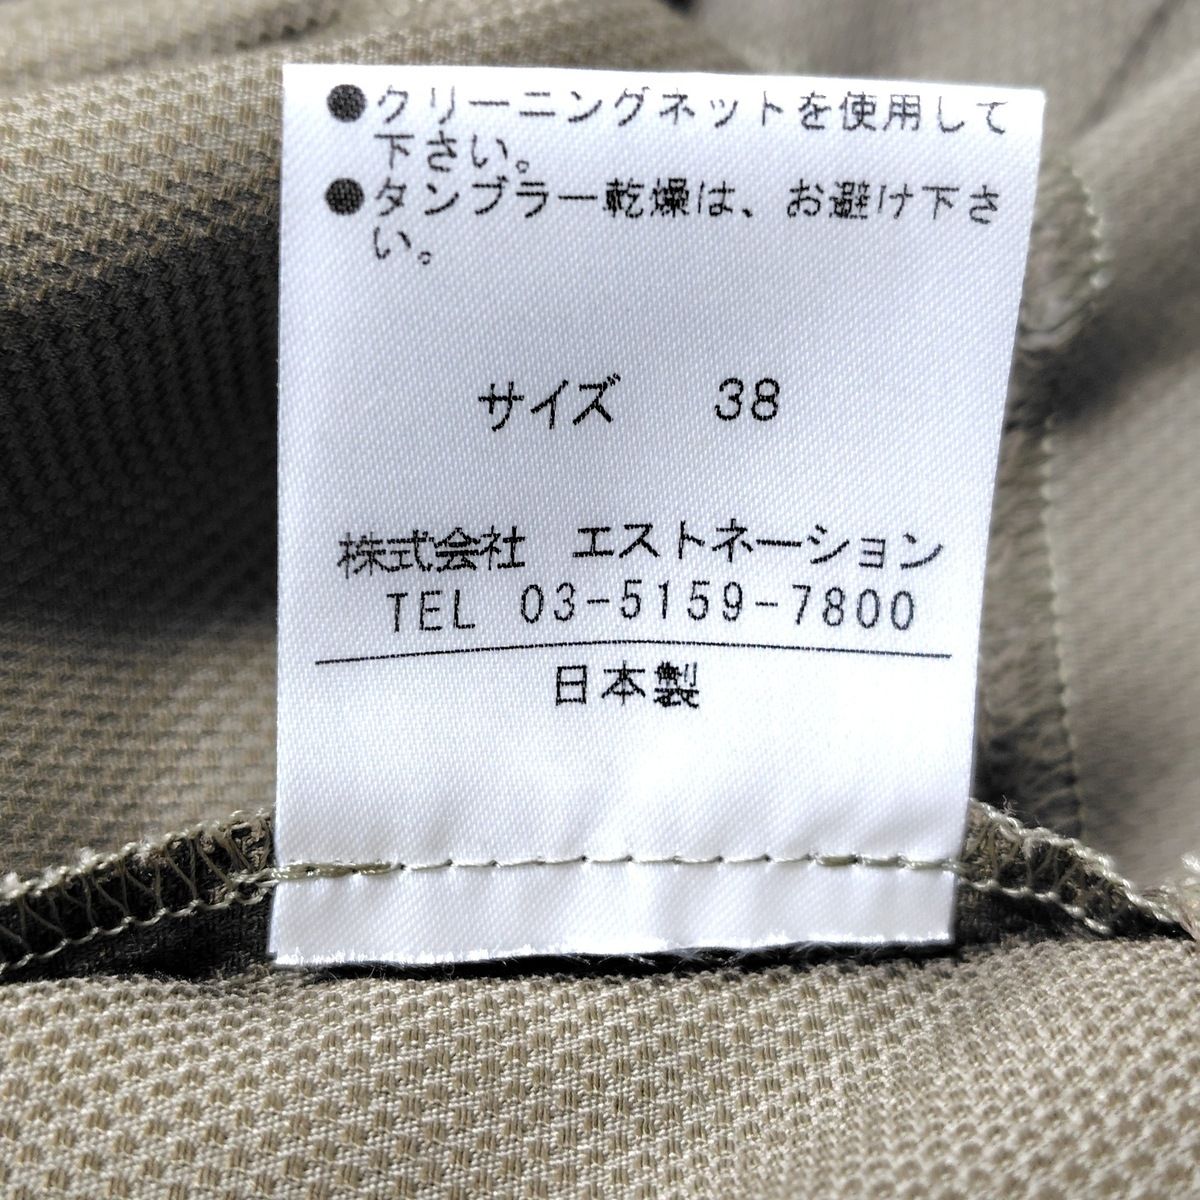 ●クリーニングネットを使用して
下さい。
●タンブラー乾燥は、お避け下さ
い。
サイズ 38
株式会社 エストネーション
TEL 03-5159-7800
日本製